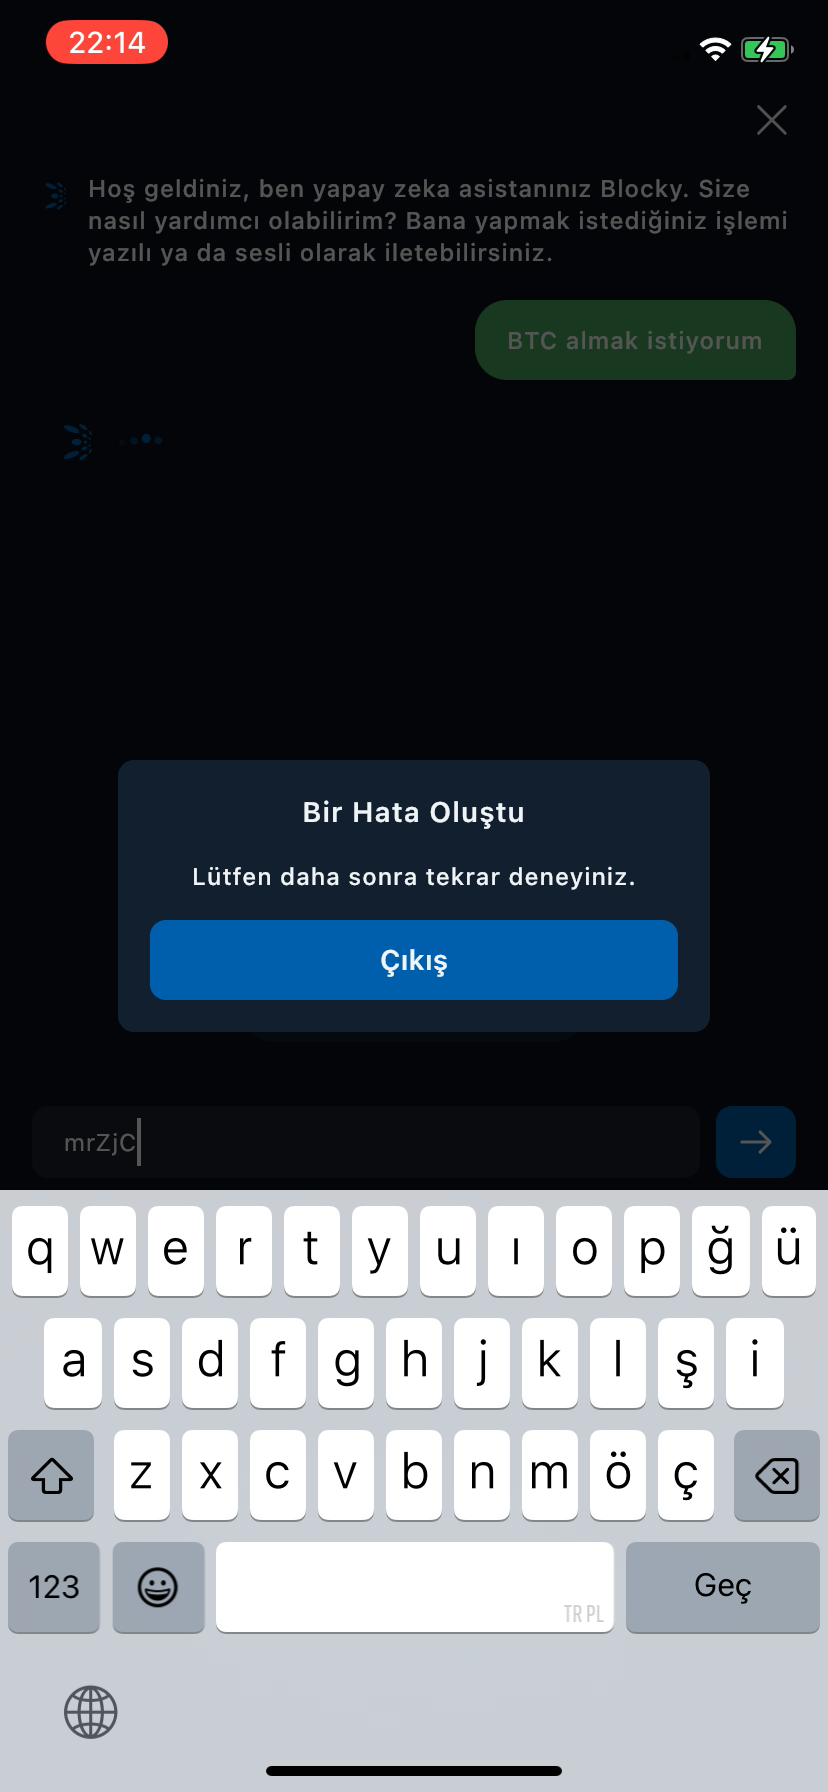 22:14
Hoş geldiniz, ben yapay zeka asistanınız Blocky. Size
nasıl yardımcı olabilirim? Bana yapmak istediğiniz işlemi
yazılı ya da sesli olarak iletebilirsiniz.
BTC almak istiyorum
Bir Hata Oluştu
Lütfen daha sonra tekrar deneyiniz.
Çıkış
mrZjC
q w e r t y u ı o p ğ ü
a s d f g h j k l ş i
z x c v b n m ö ç
123
TR PL
Geç